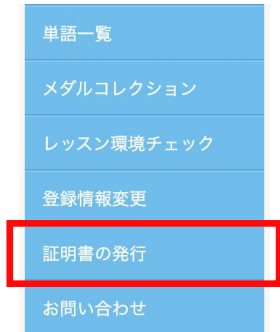 単語一覧
メダルコレクション
レッスン環境チェック
登録情報変更
証明書の発行
お問い合わせ